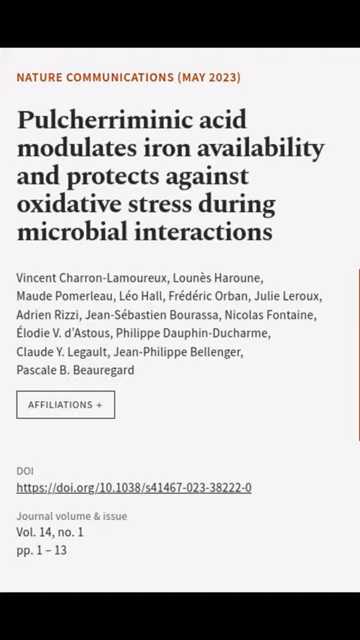 NATURE COMMUNICATIONS (MAY 2023)
Pulcherriminic acid
modulates iron availability
and protects against
oxidative stress during
microbial interactions
Vincent Charron-Lamoureux, Lounès Haroune,
Maude Pomerleau, Léo Hall, Frédéric Orban, Julie Leroux,
Adrien Rizzi, Jean-Sébastien Bourassa, Nicolas Fontaine,
Élodie V. d'Astous, Philippe Dauphin-Ducharme,
Claude Y. Legault, Jean-Philippe Bellenger,
Pascale B. Beauregard
AFFILIATIONS +
DOI
https://doi.org/10.1038/s41467-023-38222-0
Journal volume & issue
Vol. 14, no. 1
pp. 1 – 13